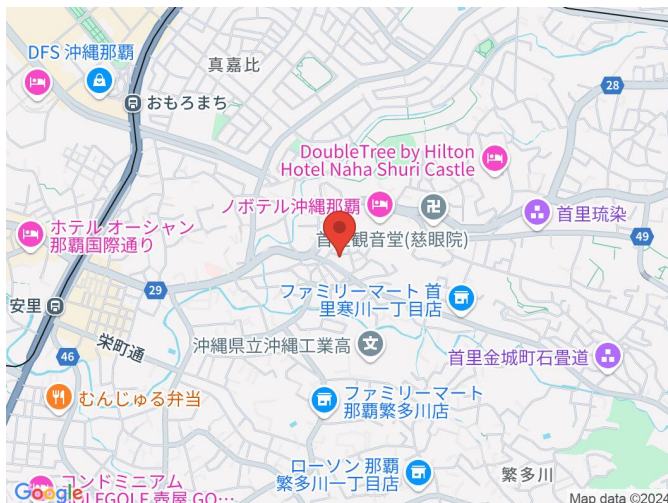 DFS 沖縄那覇
真嘉比
おもろまち
28
DoubleTree by Hilton
Hotel Naha Shuri Castle
ノボテル沖縄那覇
首里琉染
ホテル オーシャン
那覇国際通り
観音堂(慈眼院)
49
29
安里
ファミリーマート 首
里寒川一丁目店
栄町通
沖縄県立沖縄工業高
首里金城町石畳道
46
むんじゅる弁当
ファミリーマート
那覇繁多川店
ローソン 那覇
繁多川一丁目店
繁多川
コンドミニアム
Google
Map data ©2024